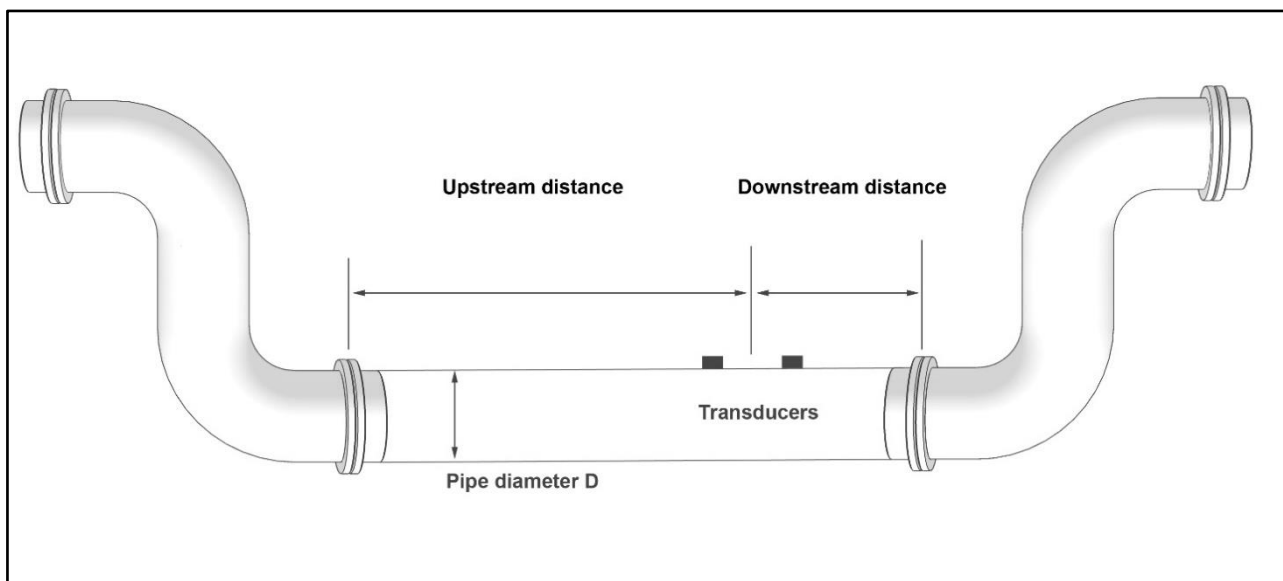 Upstream distance
Downstream distance
Transducers
Pipe diameter D